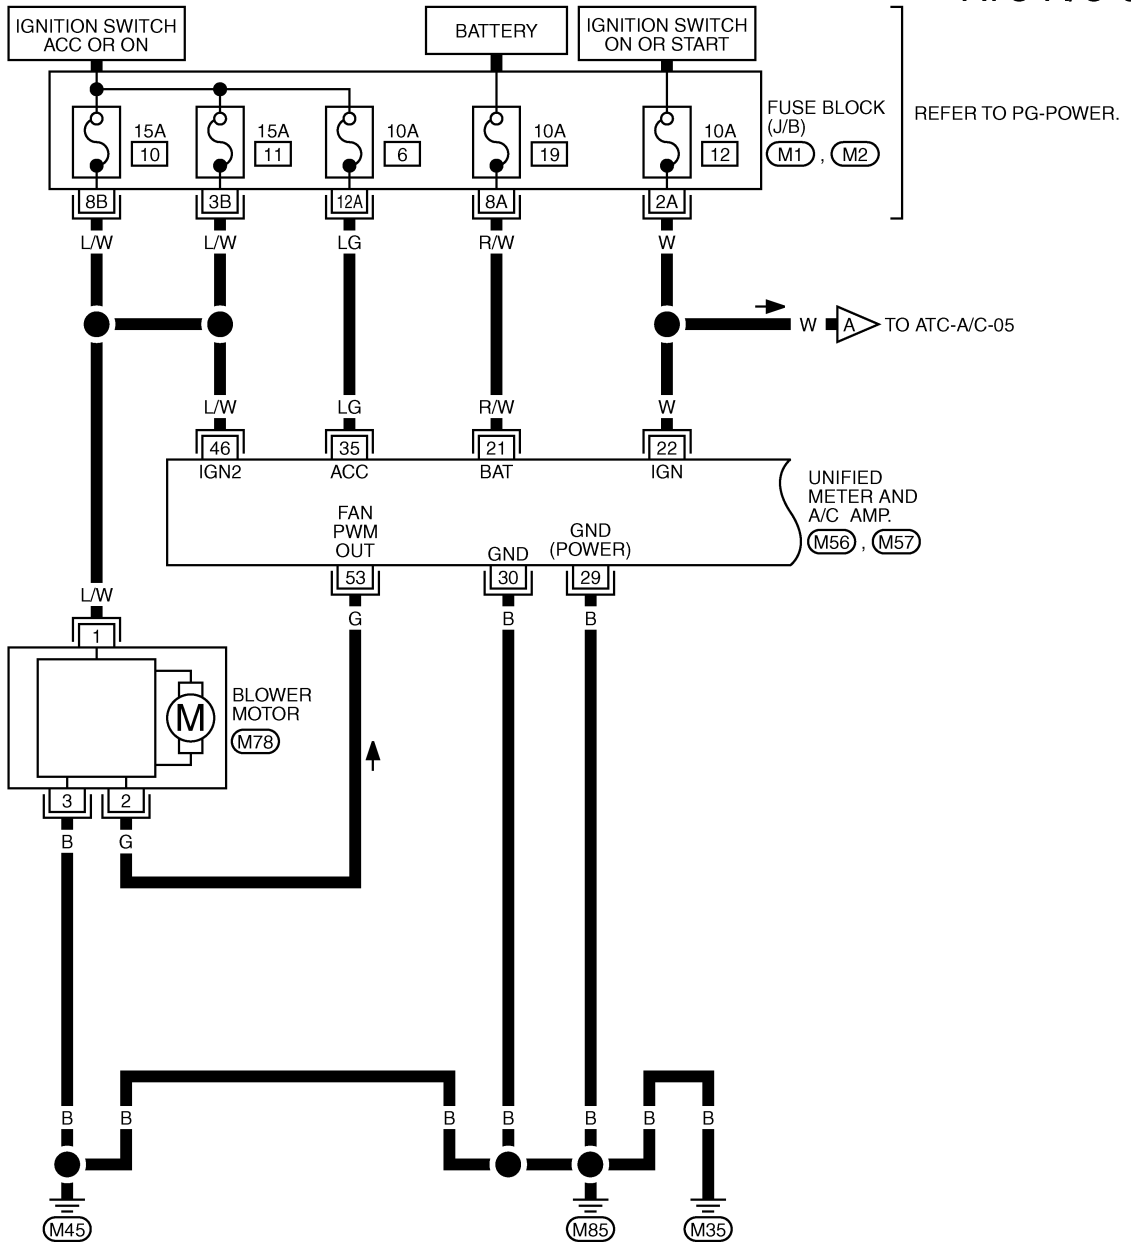 IGNITION SWITCH
ACC OR ON
BATTERY
IGNITION SWITCH
ON OR START
15A
10
15A
11
10A
6
10A
19
10A
12
FUSE BLOCK
(J/B)
M1 , M2
REFER TO PG-POWER.
8B
3B
12A
8A
2A
L/W
L/W
LG
R/W
W
W
A
TO ATC-A/C-05
L/W
LG
R/W
W
46
35
21
22
IGN2
ACC
BAT
IGN
UNIFIED
METER AND
A/C AMP.
M56 , M57
FAN
PWM
OUT
GND
GND
(POWER)
53
30
29
G
B
B
L/W
1
M
BLOWER
MOTOR
M78
3
2
B
G
B
B
B
B
B
B
B
M45
M85
M35